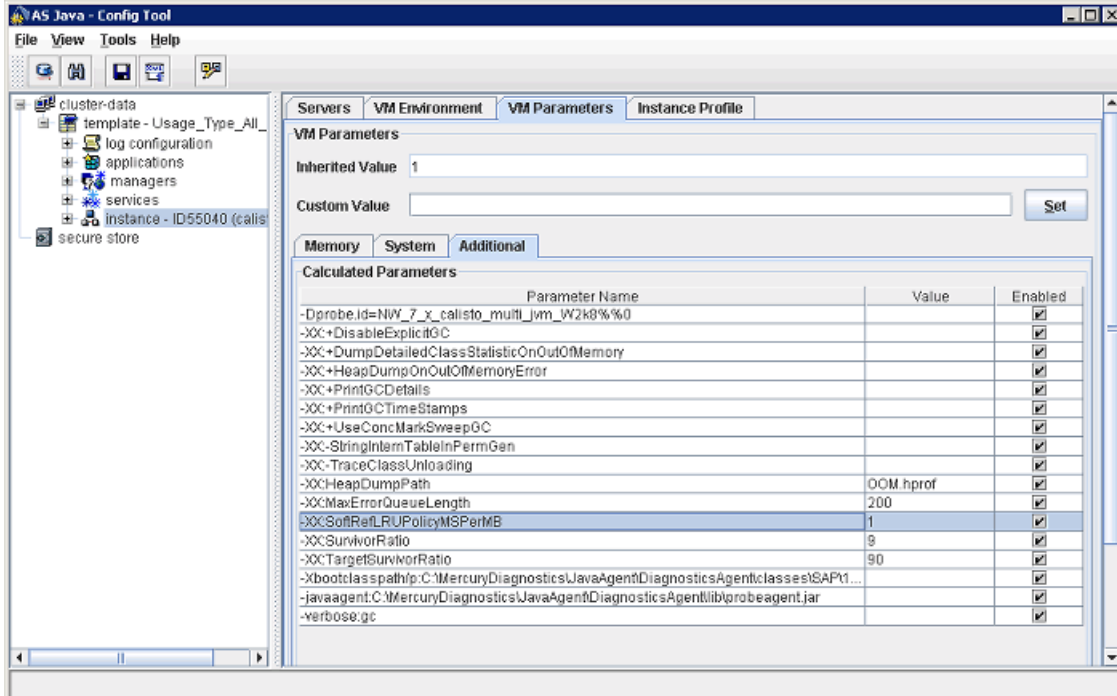 AS Java - Config Tool
File View Tools Help
cluster-data
template - Usage_Type_All_
log configuration
applications
managers
services
instance - ID55040 (calis
secure store
Servers VM Environment VM Parameters Instance Profile
VM Parameters
Inherited Value 1
Custom Value Set
Memory System Additional
Calculated Parameters
Parameter Name Value Enabled
-Dprobe.id=NW_7_x_calisto_multi_jvm_W2k8%%0
-XX:+DisableExplicitGC
-XX:+DumpDetailedClassStatisticOnOutOfMemory
-XX:+HeapDumpOnOutOfMemoryError
-XX:+PrintGCDetails
-XX:+PrintGCTimeStamps
-XX:+UseConcMarkSweepGC
-XX:-StringInternTableInPermGen
-XX:-TraceClassUnloading
-XX:HeapDumpPath OOM.hprof
-XX:MaxErrorQueueLength 200
-XX:SoftRefLRUPolicyMSPerMB 1
-XX:SurvivorRatio 9
-XX:TargetSurvivorRatio 90
-Xbootclasspath/p:C:\MercuryDiagnostics\JavaAgent\DiagnosticsAgent\classes\SAP\1...
-javaagent:C:\MercuryDiagnostics\JavaAgent\DiagnosticsAgent\lib\probeagent.jar
-verbose:gc